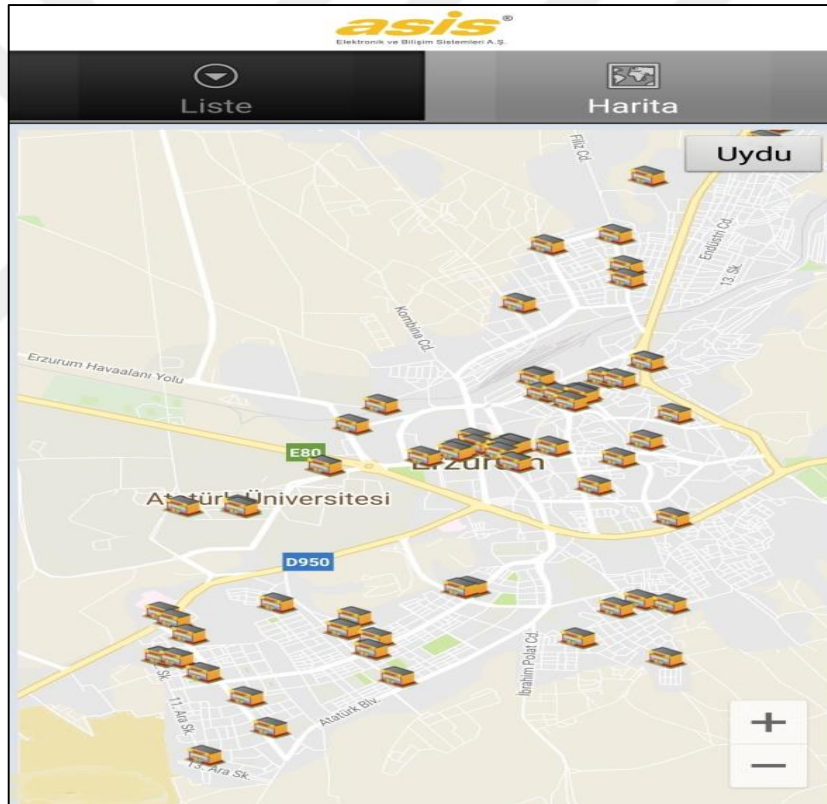 asis®
Elektronik ve Bilişim Sistemleri A.Ş.
Liste
Harita
Uydu
Filiz Cd.
Endüstri Cd.
13. Sk.
Kombina Cd.
Erzurum Havaalanı Yolu
E80
Erzurum
Atatürk Üniversitesi
D950
Sk.
11. Ara Sk.
İbrahim Polat Cd.
Atatürk Blv.
13. Ara Sk.
+
−